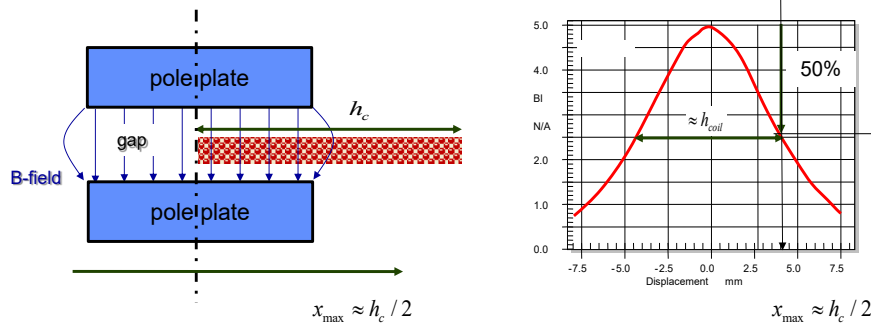 pole plate
h_c
gap
B-field
pole plate
x_max ≈ h_c / 2
5.0
4.0
Bl
N/A
2.0
1.0
0.0
50%
≈ h_coil
-7.5 -5.0 -2.5 0.0 2.5 5.0 7.5
Displacement mm
x_max ≈ h_c / 2